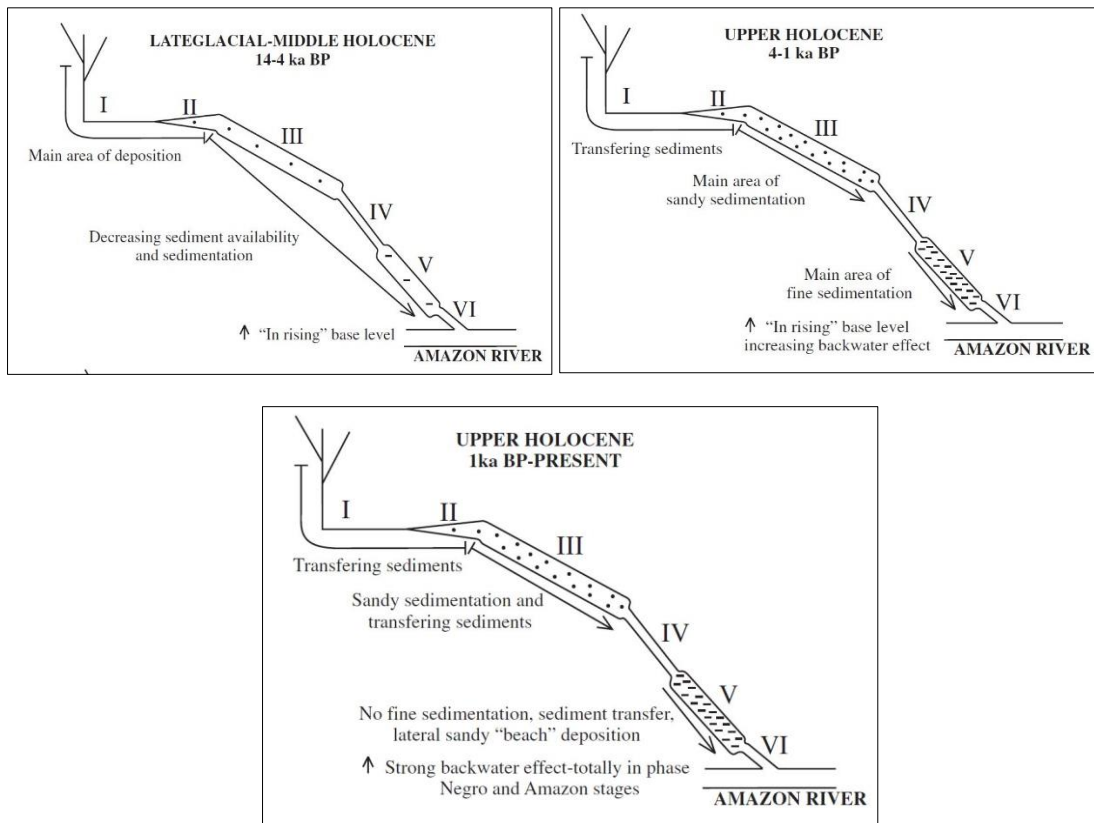 LATEGLACIAL-MIDDLE HOLOCENE
14-4 ka BP
I
II
III
Main area of deposition
IV
Decreasing sediment availability
and sedimentation
V
VI
↑ “In rising” base level
AMAZON RIVER
UPPER HOLOCENE
4-1 ka BP
I
II
III
Transfering sediments
Main area of
sandy sedimentation
IV
V
Main area of
fine sedimentation
VI
↑ “In rising” base level
increasing backwater effect
AMAZON RIVER
UPPER HOLOCENE
1ka BP-PRESENT
I
II
III
Transfering sediments
Sandy sedimentation and
transfering sediments
IV
V
No fine sedimentation, sediment transfer,
lateral sandy “beach” deposition
VI
↑ Strong backwater effect-totally in phase
Negro and Amazon stages
AMAZON RIVER